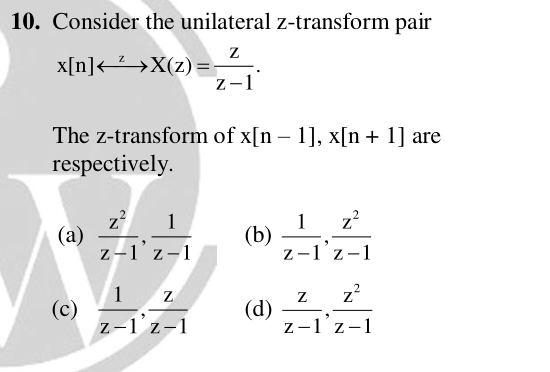 10. Consider the unilateral z-transform pair
x[n] ←z→ X(z) = z/(z−1).
The z-transform of x[n – 1], x[n + 1] are
respectively.
(a) z²/(z−1), 1/(z−1) (b) 1/(z−1), z²/(z−1)
(c) 1/(z−1), z/(z−1) (d) z/(z−1), z²/(z−1)